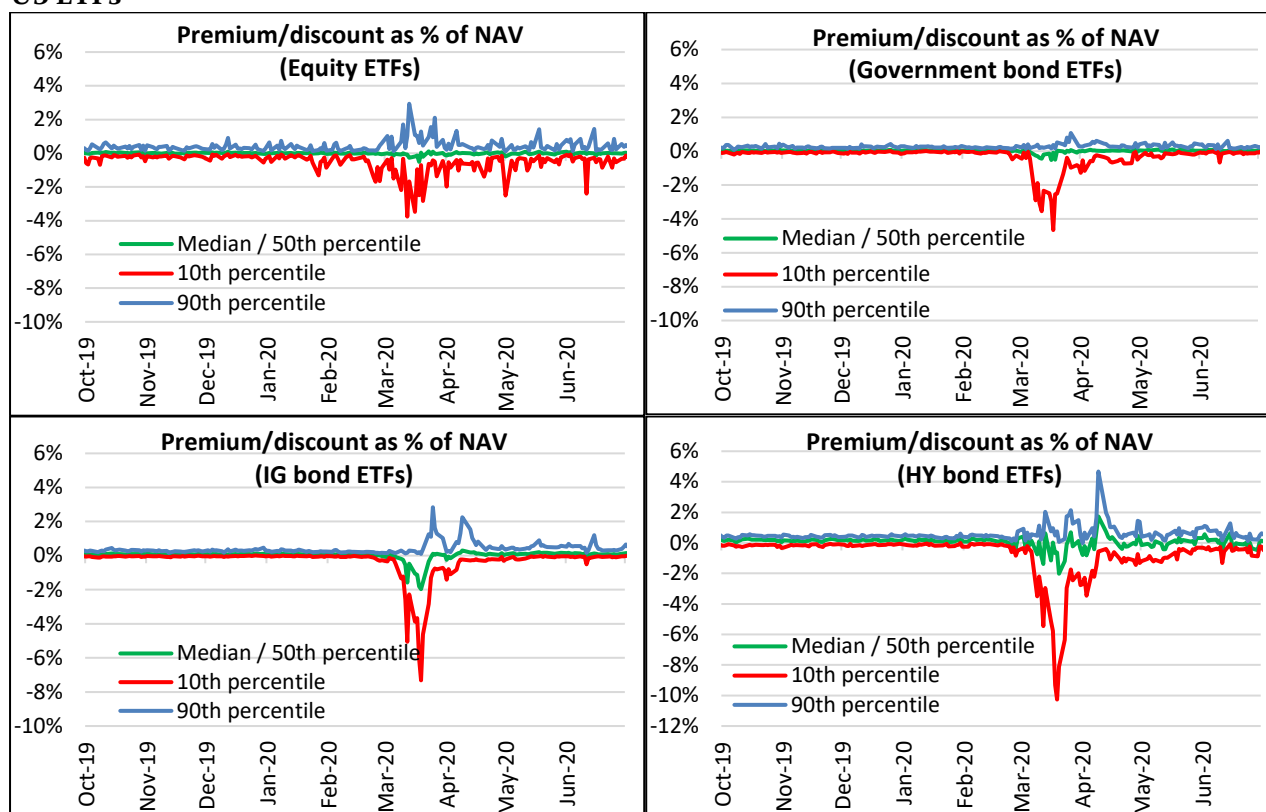 US ETFs
Premium/discount as % of NAV
(Equity ETFs)
6%
4%
2%
0%
-2%
-4%
-6%
-8%
-10%
Median / 50th percentile
10th percentile
90th percentile
Oct-19
Nov-19
Dec-19
Jan-20
Feb-20
Mar-20
Apr-20
May-20
Jun-20
Premium/discount as % of NAV
(Government bond ETFs)
6%
4%
2%
0%
-2%
-4%
-6%
-8%
-10%
Median / 50th percentile
10th percentile
90th percentile
Oct-19
Nov-19
Dec-19
Jan-20
Feb-20
Mar-20
Apr-20
May-20
Jun-20
Premium/discount as % of NAV
(IG bond ETFs)
6%
4%
2%
0%
-2%
-4%
-6%
-8%
-10%
Median / 50th percentile
10th percentile
90th percentile
Oct-19
Nov-19
Dec-19
Jan-20
Feb-20
Mar-20
Apr-20
May-20
Jun-20
Premium/discount as % of NAV
(HY bond ETFs)
6%
4%
2%
0%
-2%
-4%
-6%
-8%
-10%
-12%
Median / 50th percentile
10th percentile
90th percentile
Oct-19
Nov-19
Dec-19
Jan-20
Feb-20
Mar-20
Apr-20
May-20
Jun-20